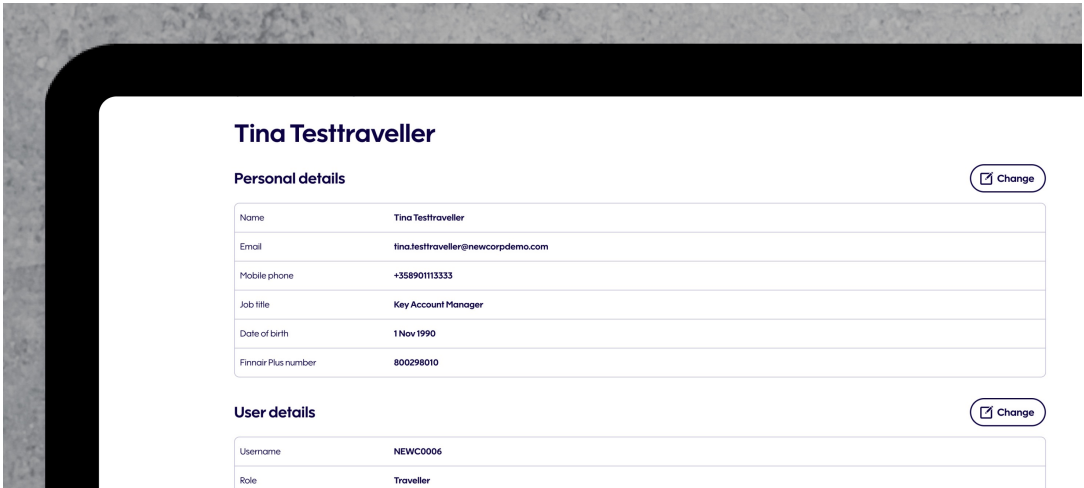 Tina Testtraveller
Personal details
Change
Name Tina Testtraveller
Email tina.testtraveller@newcorpdemo.com
Mobile phone +358901113333
Job title Key Account Manager
Date of birth 1 Nov 1990
Finnair Plus number 800298010
User details
Change
Username NEWC0006
Role Traveller